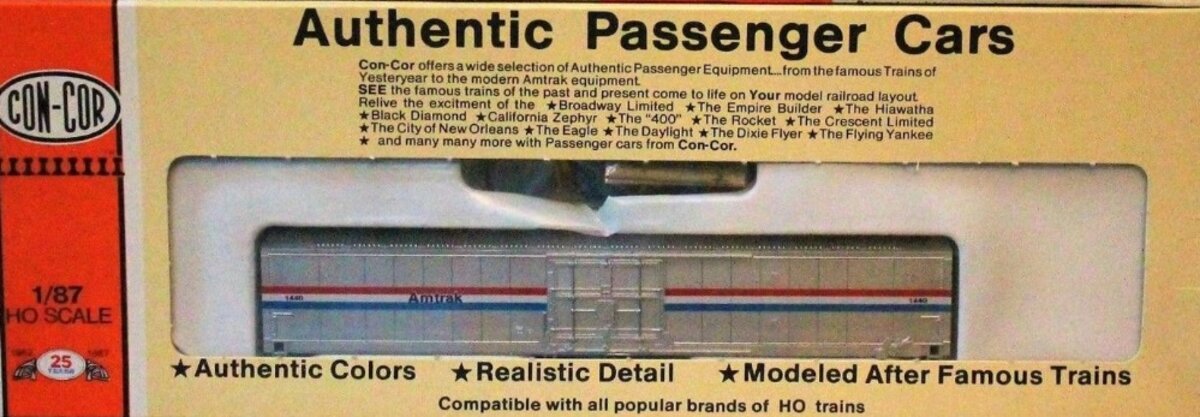 Authentic Passenger Cars
Con-Cor offers a wide selection of Authentic Passenger Equipment...from the famous Trains of
Yesteryear to the modern Amtrak equipment.
SEE the famous trains of the past and present come to life on Your model railroad layout.
Relive the excitment of the ★Broadway Limited ★The Empire Builder ★The Hiawatha
★Black Diamond ★California Zephyr ★The "400" ★The Rocket ★The Crescent Limited
★The City of New Orleans ★The Eagle ★The Daylight ★The Dixie Flyer ★The Flying Yankee
★ and many many more with Passenger cars from Con-Cor.
CON-COR
1/87
HO SCALE
1962 25 1987
YEARS
1440 Amtrak 1440
★Authentic Colors ★Realistic Detail ★Modeled After Famous Trains
Compatible with all popular brands of HO trains